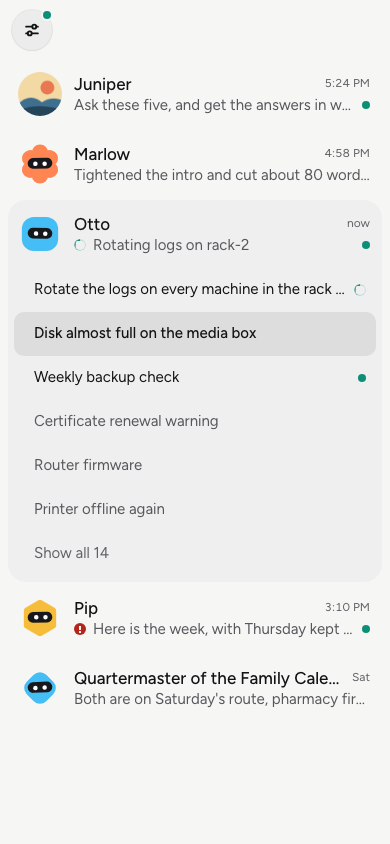 Juniper
5:24 PM
Ask these five, and get the answers in w...
Marlow
4:58 PM
Tightened the intro and cut about 80 word...
Otto
now
Rotating logs on rack-2
Rotate the logs on every machine in the rack ...
Disk almost full on the media box
Weekly backup check
Certificate renewal warning
Router firmware
Printer offline again
Show all 14
Pip
3:10 PM
Here is the week, with Thursday kept ...
Quartermaster of the Family Cale...
Sat
Both are on Saturday's route, pharmacy fir...